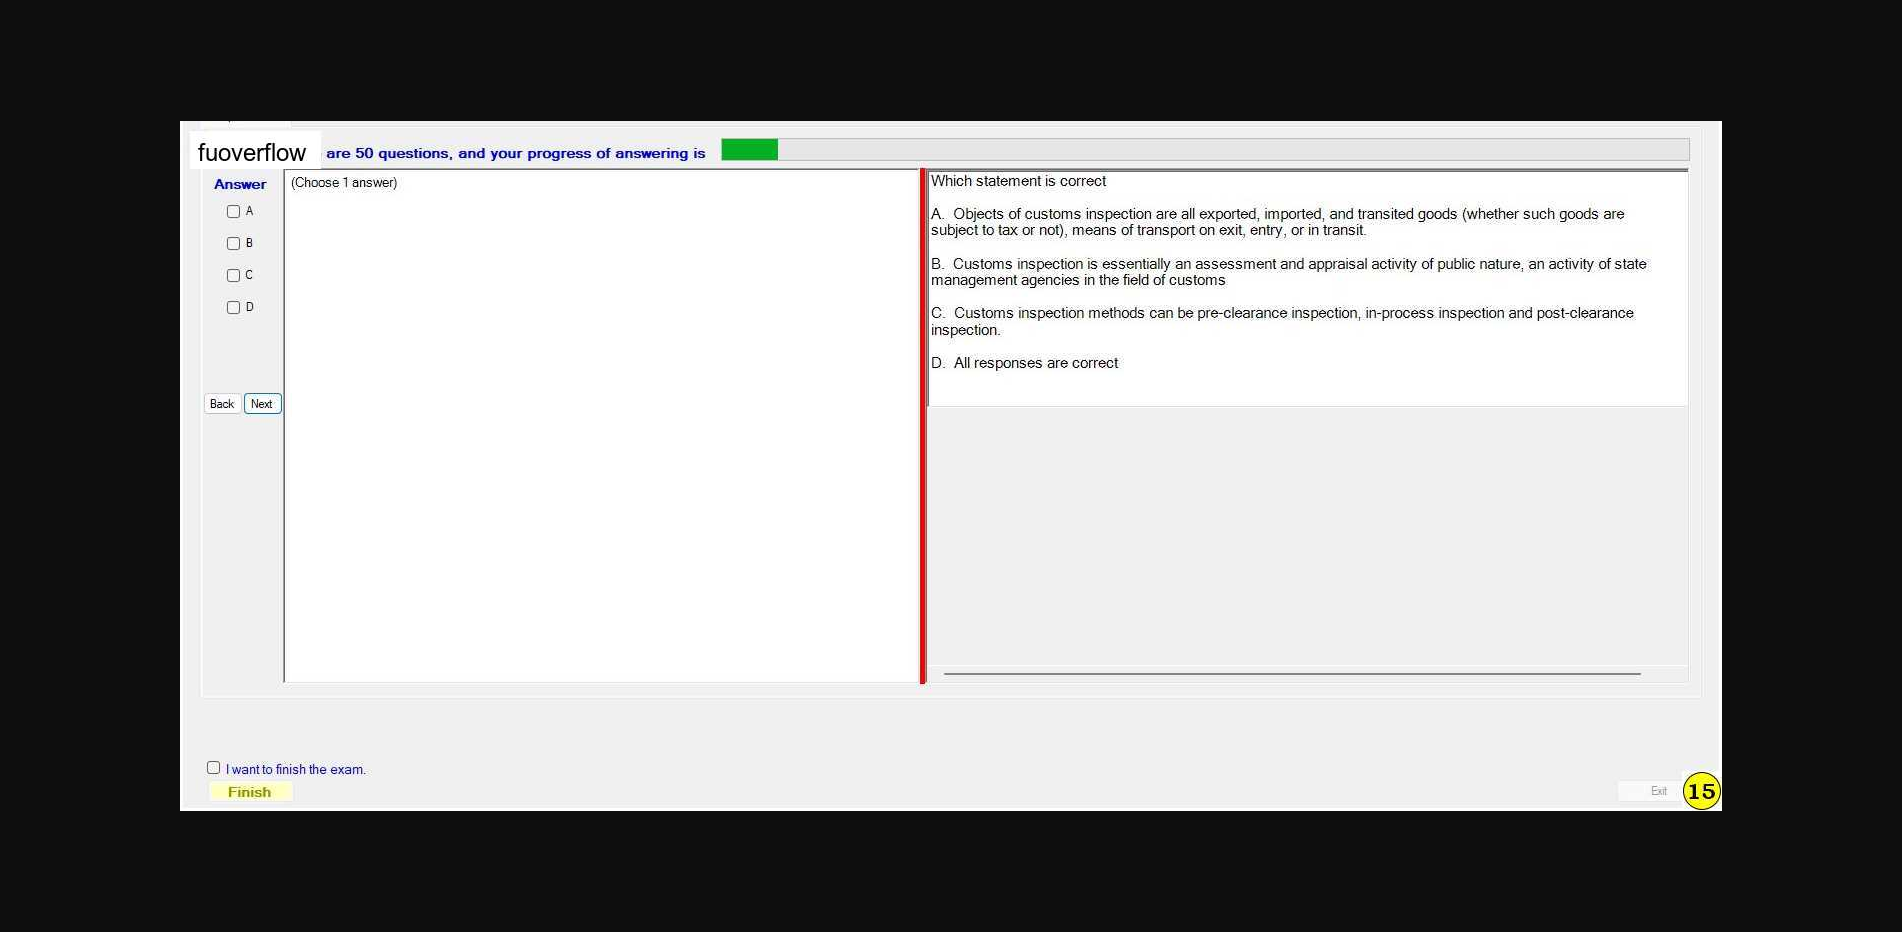 fuoverflow are 50 questions, and your progress of answering is
Answer
(Choose 1 answer)
A
B
C
D
Back Next
Which statement is correct
A. Objects of customs inspection are all exported, imported, and transited goods (whether such goods are
subject to tax or not), means of transport on exit, entry, or in transit.
B. Customs inspection is essentially an assessment and appraisal activity of public nature, an activity of state
management agencies in the field of customs
C. Customs inspection methods can be pre-clearance inspection, in-process inspection and post-clearance
inspection.
D. All responses are correct
I want to finish the exam.
Finish
Exit
15